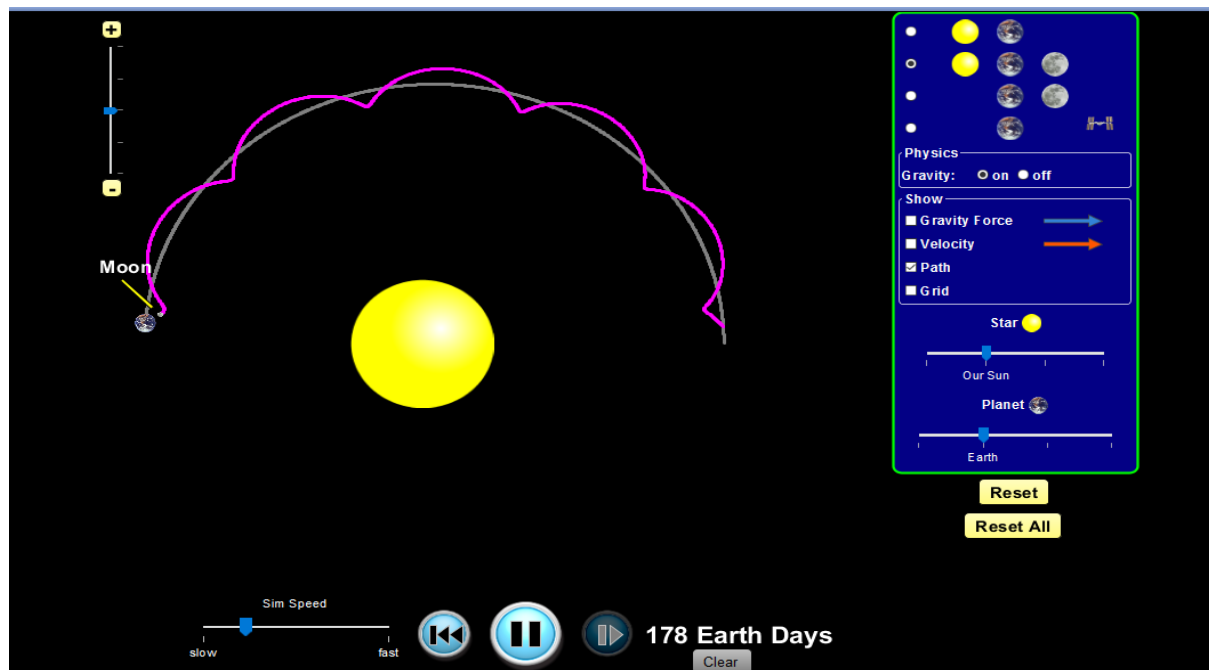 +
-
Moon
Physics
Gravity: on off
Show
Gravity Force
Velocity
Path
Grid
Star
Our Sun
Planet
Earth
Reset
Reset All
Sim Speed
slow fast
178 Earth Days
Clear